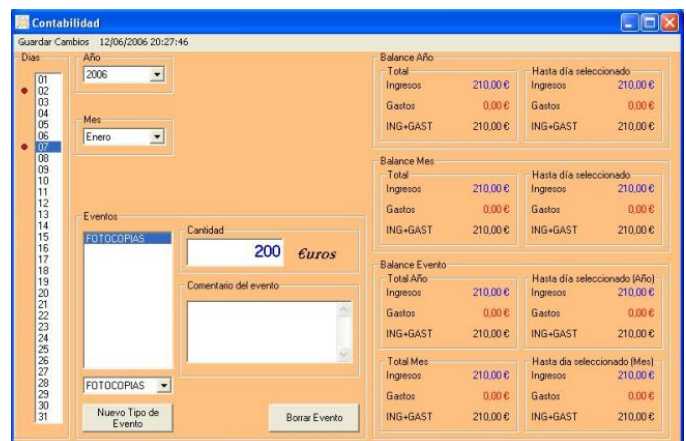 Contabilidad
Guardar Cambios 12/06/2006 20:27:46
Dias
01
02
03
04
05
06
07
08
09
10
11
12
13
14
15
16
17
18
19
20
21
22
23
24
25
26
27
28
29
30
31
Año
2006
Mes
Enero
Eventos
FOTOCOPIAS
Cantidad
200 €uros
Comentario del evento
FOTOCOPIAS
Nuevo Tipo de
Evento
Borrar Evento
Balance Año
Total
Ingresos 210,00 €
Gastos 0,00 €
ING+GAST 210,00 €
Hasta día seleccionado
Ingresos 210,00 €
Gastos 0,00 €
ING+GAST 210,00 €
Balance Mes
Total
Ingresos 210,00 €
Gastos 0,00 €
ING+GAST 210,00 €
Hasta día seleccionado
Ingresos 210,00 €
Gastos 0,00 €
ING+GAST 210,00 €
Balance Evento
Total Año
Ingresos 210,00 €
Gastos 0,00 €
ING+GAST 210,00 €
Hasta día seleccionado (Año)
Ingresos 210,00 €
Gastos 0,00 €
ING+GAST 210,00 €
Total Mes
Ingresos 210,00 €
Gastos 0,00 €
ING+GAST 210,00 €
Hasta dia seleccionado (Mes)
Ingresos 210,00 €
Gastos 0,00 €
ING+GAST 210,00 €